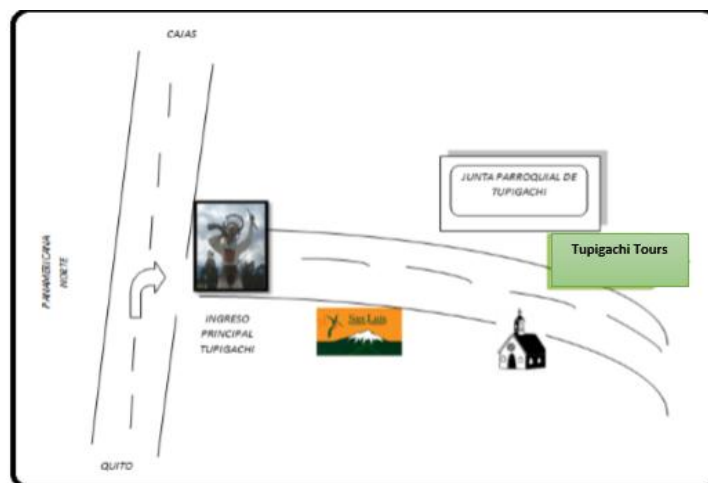 CAJAS
JUNTA PARROQUIAL DE
TUPIGACHI
Tupigachi Tours
PANAMERICANA
NORTE
INGRESO
PRINCIPAL
TUPIGACHI
San Luis
QUITO